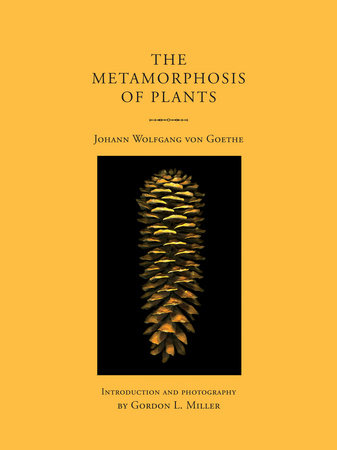 THE
METAMORPHOSIS
OF PLANTS
JOHANN WOLFGANG VON GOETHE
INTRODUCTION AND PHOTOGRAPHY
BY GORDON L. MILLER